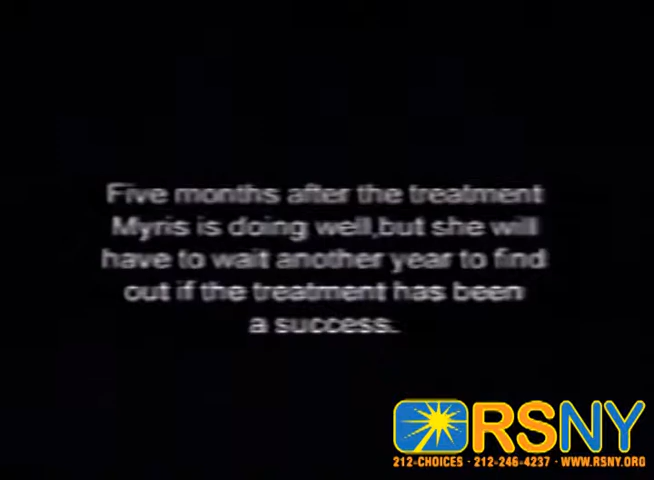 Five months after the treatment
Myris is doing well,but she will
have to wait another year to find
out if the treatment has been
a success.
RSNY
212-CHOICES · 212-246-4237 · WWW.RSNY.ORG